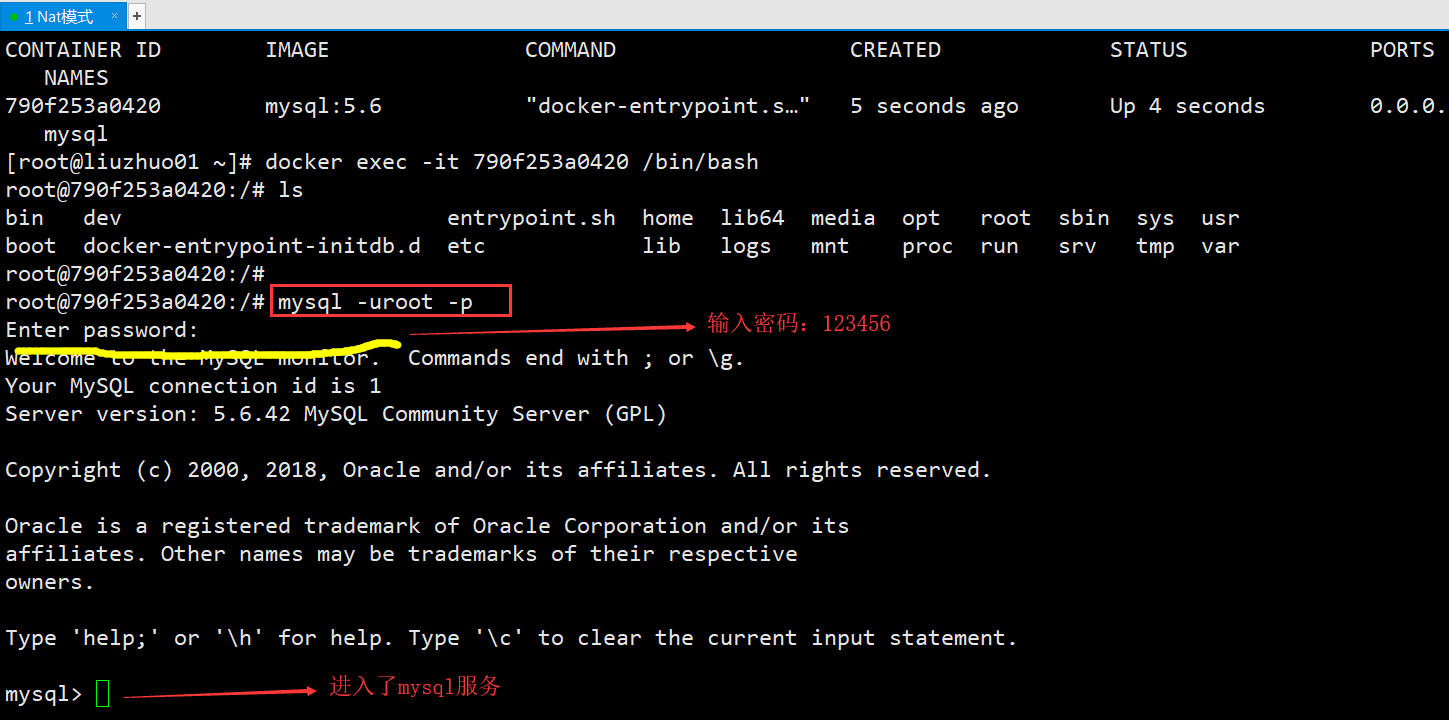 1 Nat模式 × +
CONTAINER ID IMAGE COMMAND CREATED STATUS PORTS
NAMES
790f253a0420 mysql:5.6 "docker-entrypoint.s…" 5 seconds ago Up 4 seconds 0.0.0.
mysql
[root@liuzhuo01 ~]# docker exec -it 790f253a0420 /bin/bash
root@790f253a0420:/# ls
bin dev entrypoint.sh home lib64 media opt root sbin sys usr
boot docker-entrypoint-initdb.d etc lib logs mnt proc run srv tmp var
root@790f253a0420:/#
root@790f253a0420:/# mysql -uroot -p
Enter password:
输入密码：123456
Welcome to the MySQL monitor. Commands end with ; or \g.
Your MySQL connection id is 1
Server version: 5.6.42 MySQL Community Server (GPL)
Copyright (c) 2000, 2018, Oracle and/or its affiliates. All rights reserved.
Oracle is a registered trademark of Oracle Corporation and/or its
affiliates. Other names may be trademarks of their respective
owners.
Type 'help;' or '\h' for help. Type '\c' to clear the current input statement.
mysql>
进入了mysql服务